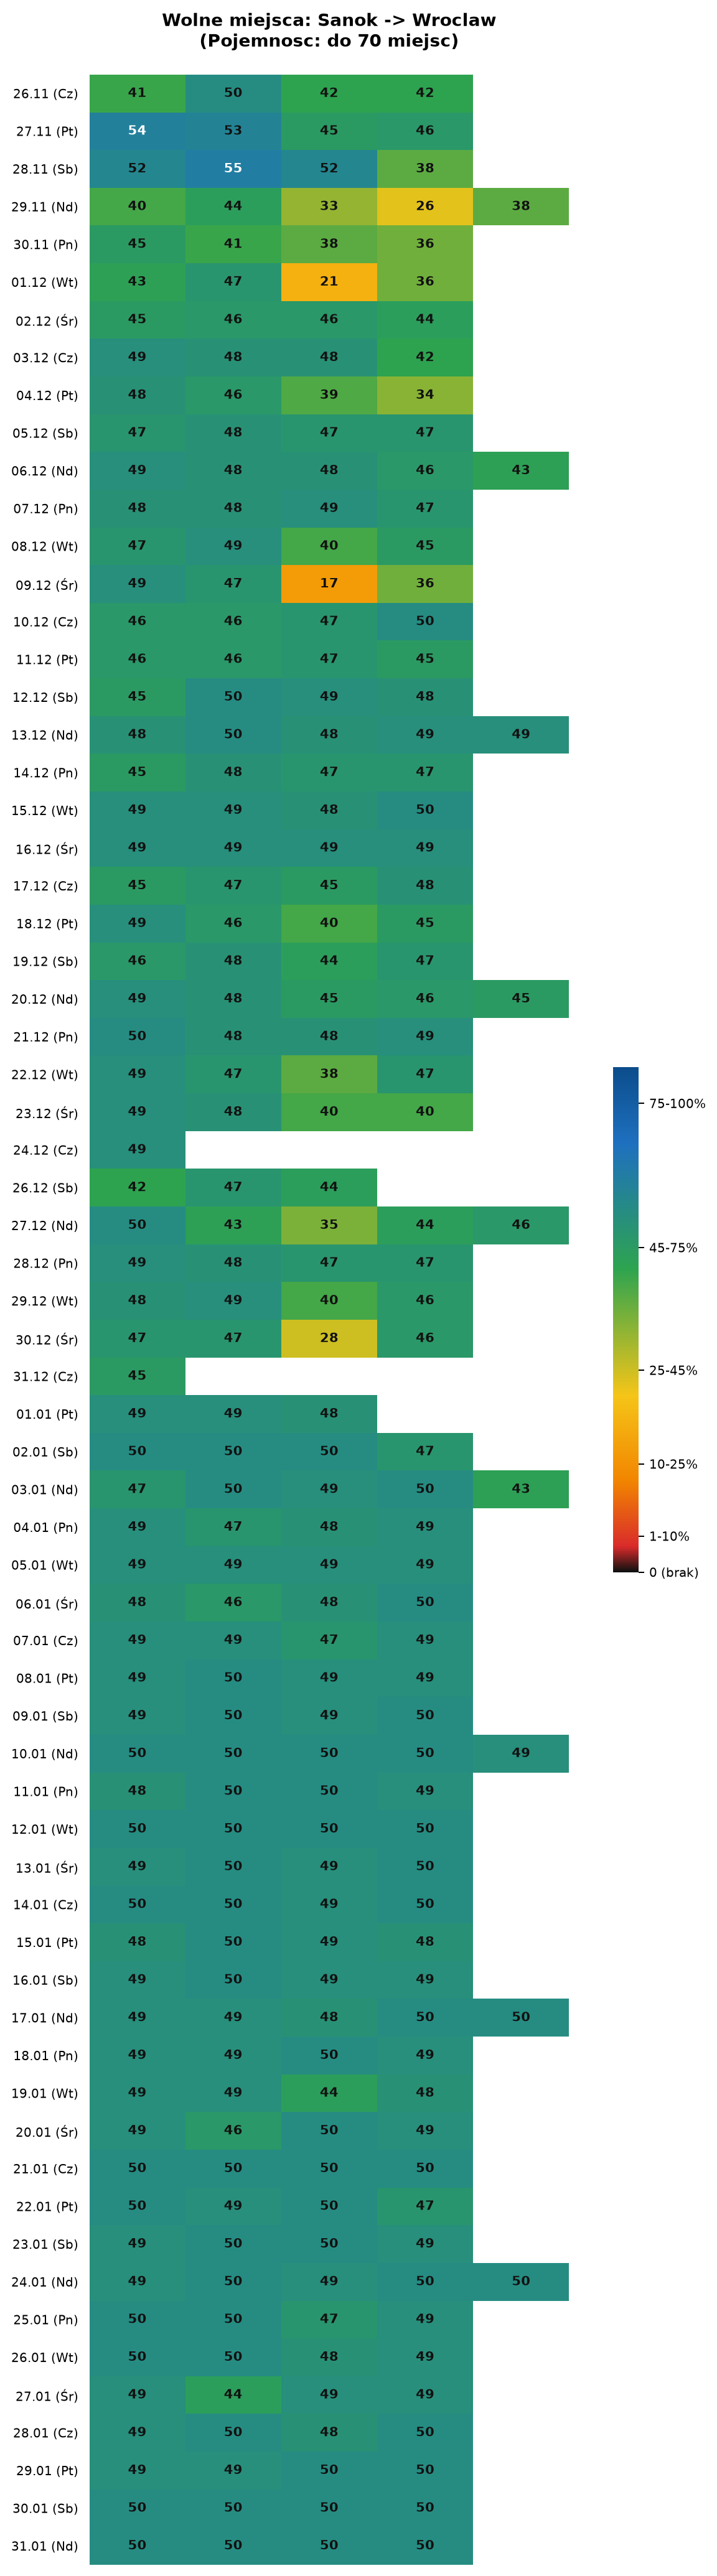 Wolne miejsca: Sanok -> Wroclaw
(Pojemnosc: do 70 miejsc)
26.11 (Cz) 41 50 42 42
27.11 (Pt) 54 53 45 46
28.11 (Sb) 52 55 52 38
29.11 (Nd) 40 44 33 26 38
30.11 (Pn) 45 41 38 36
01.12 (Wt) 43 47 21 36
02.12 (Śr) 45 46 46 44
03.12 (Cz) 49 48 48 42
04.12 (Pt) 48 46 39 34
05.12 (Sb) 47 48 47 47
06.12 (Nd) 49 48 48 46 43
07.12 (Pn) 48 48 49 47
08.12 (Wt) 47 49 40 45
09.12 (Śr) 49 47 17 36
10.12 (Cz) 46 46 47 50
11.12 (Pt) 46 46 47 45
12.12 (Sb) 45 50 49 48
13.12 (Nd) 48 50 48 49 49
14.12 (Pn) 45 48 47 47
15.12 (Wt) 49 49 48 50
16.12 (Śr) 49 49 49 49
17.12 (Cz) 45 47 45 48
18.12 (Pt) 49 46 40 45
19.12 (Sb) 46 48 44 47
20.12 (Nd) 49 48 45 46 45
21.12 (Pn) 50 48 48 49
22.12 (Wt) 49 47 38 47
23.12 (Śr) 49 48 40 40
24.12 (Cz) 49
26.12 (Sb) 42 47 44
27.12 (Nd) 50 43 35 44 46
28.12 (Pn) 49 48 47 47
29.12 (Wt) 48 49 40 46
30.12 (Śr) 47 47 28 46
31.12 (Cz) 45
01.01 (Pt) 49 49 48
02.01 (Sb) 50 50 50 47
03.01 (Nd) 47 50 49 50 43
04.01 (Pn) 49 47 48 49
05.01 (Wt) 49 49 49 49
06.01 (Śr) 48 46 48 50
07.01 (Cz) 49 49 47 49
08.01 (Pt) 49 50 49 49
09.01 (Sb) 49 50 49 50
10.01 (Nd) 50 50 50 50 49
11.01 (Pn) 48 50 50 49
12.01 (Wt) 50 50 50 50
13.01 (Śr) 49 50 49 50
14.01 (Cz) 50 50 49 50
15.01 (Pt) 48 50 49 48
16.01 (Sb) 49 50 49 49
17.01 (Nd) 49 49 48 50 50
18.01 (Pn) 49 49 50 49
19.01 (Wt) 49 49 44 48
20.01 (Śr) 49 46 50 49
21.01 (Cz) 50 50 50 50
22.01 (Pt) 50 49 50 47
23.01 (Sb) 49 50 50 49
24.01 (Nd) 49 50 49 50 50
25.01 (Pn) 50 50 47 49
26.01 (Wt) 50 50 48 49
27.01 (Śr) 49 44 49 49
28.01 (Cz) 49 50 48 50
29.01 (Pt) 49 49 50 50
30.01 (Sb) 50 50 50 50
31.01 (Nd) 50 50 50 50
75-100%
45-75%
25-45%
10-25%
1-10%
0 (brak)